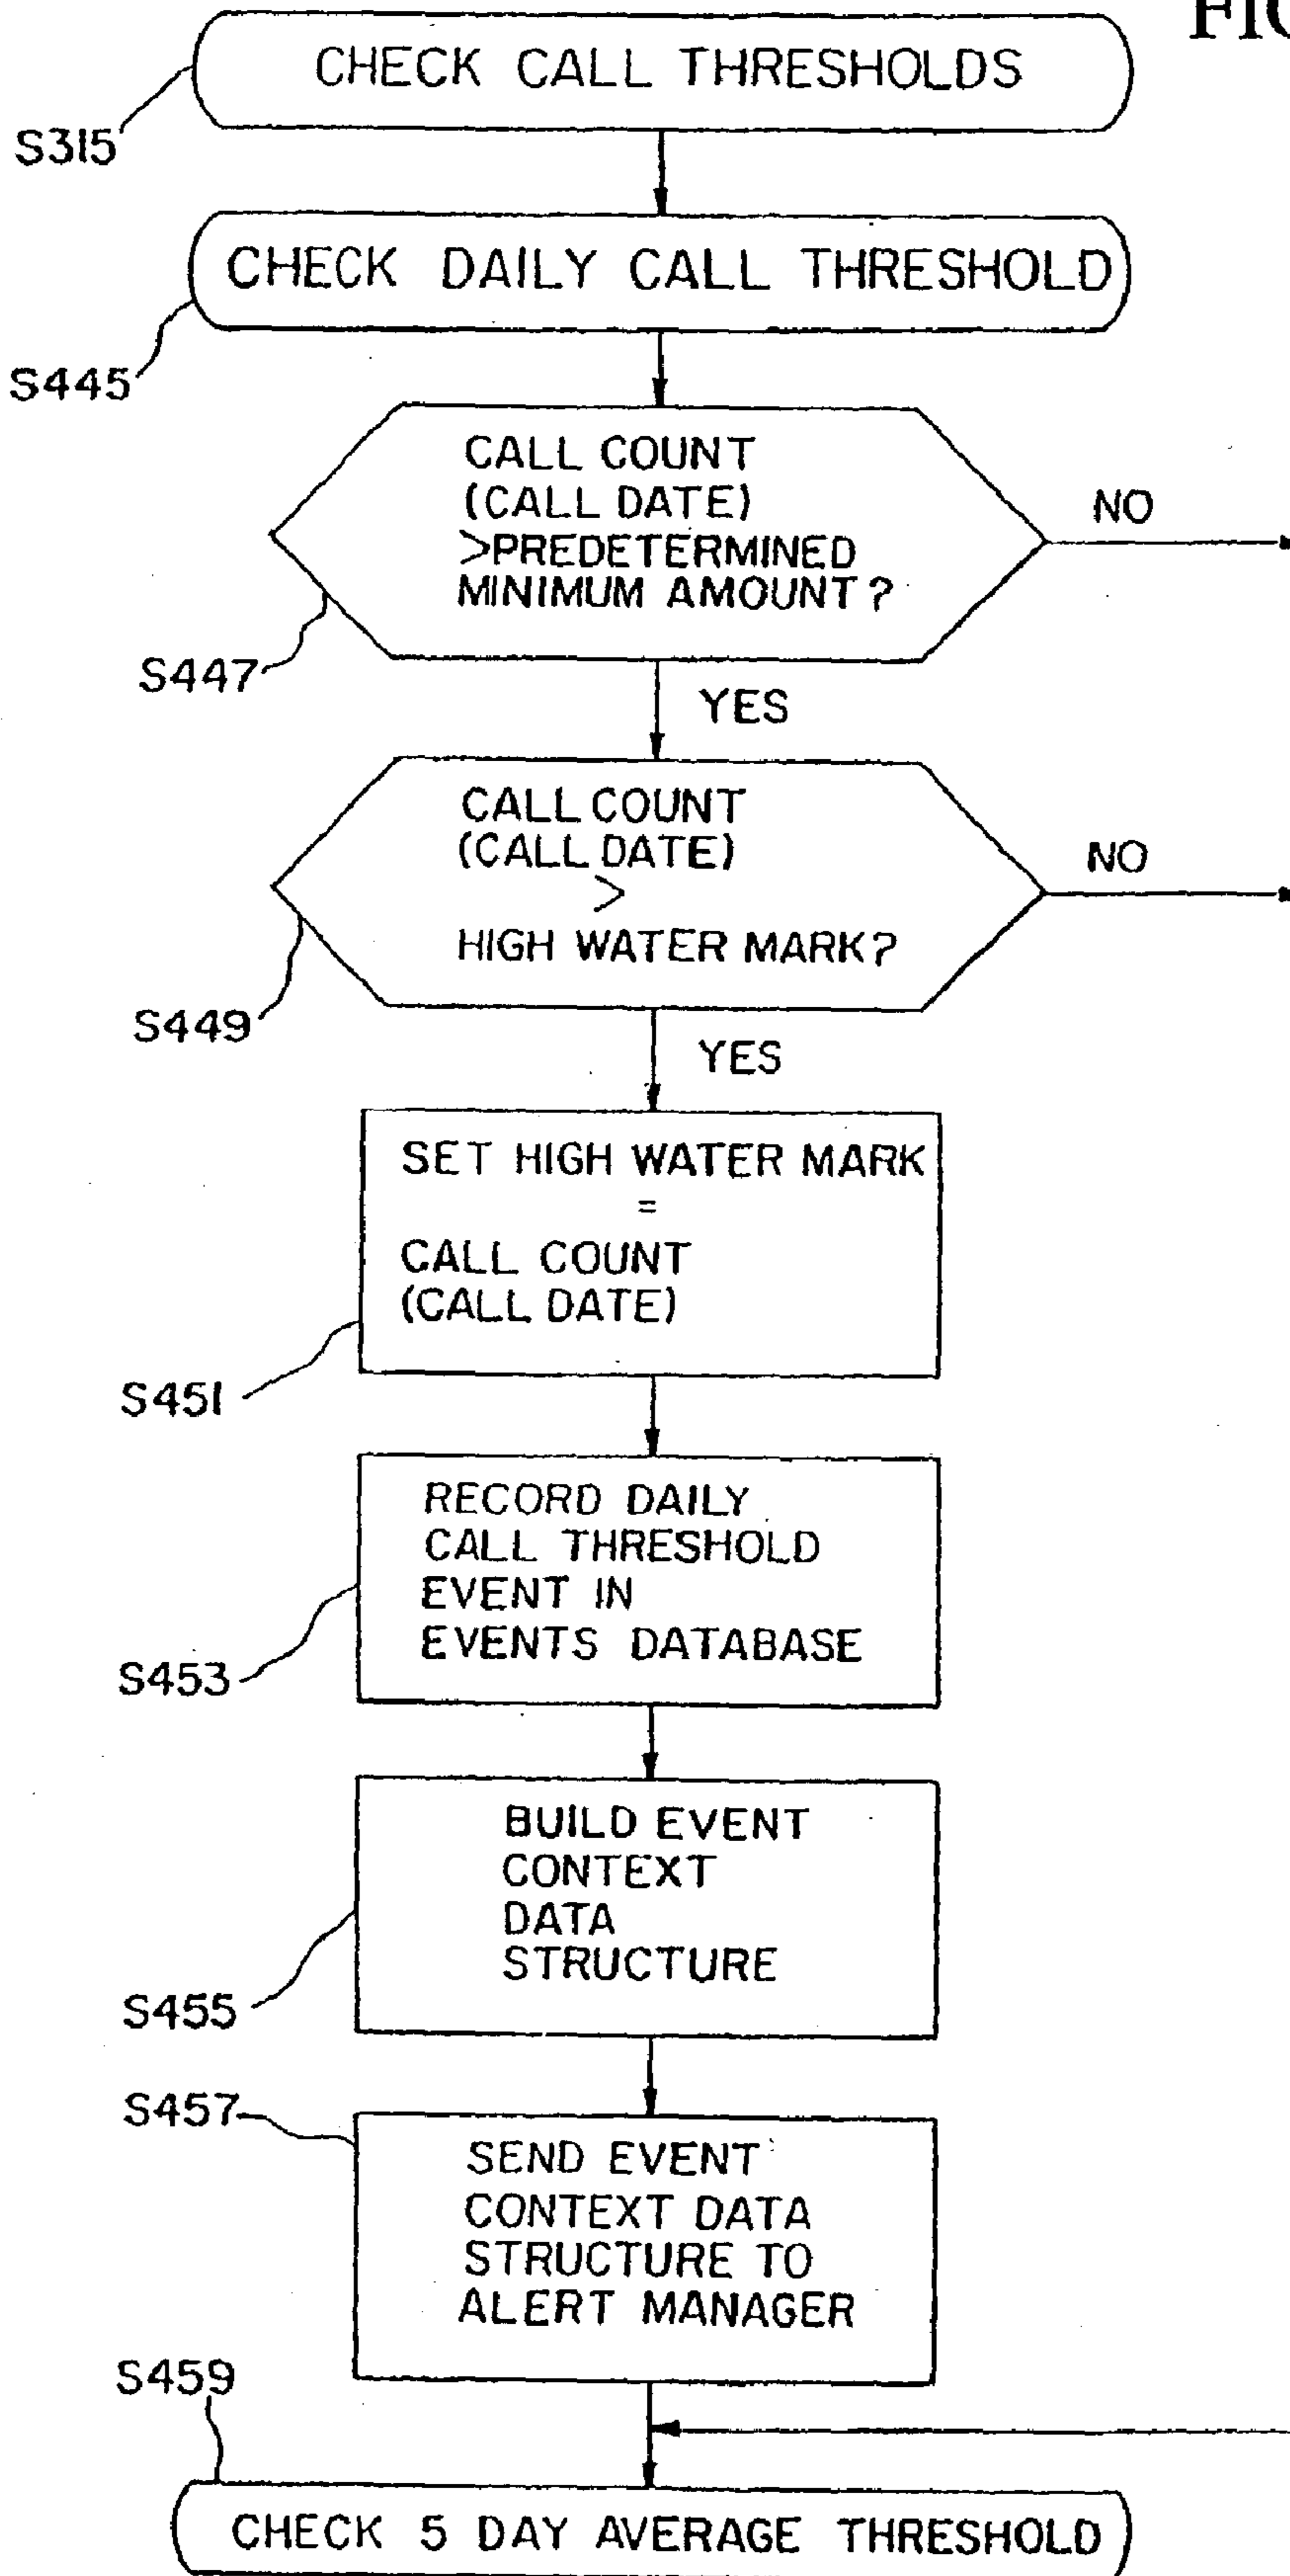 FIG
CHECK CALL THRESHOLDS
S315
CHECK DAILY CALL THRESHOLD
S445
CALL COUNT
(CALL DATE)
>PREDETERMINED
MINIMUM AMOUNT?
NO
S447
YES
CALL COUNT
(CALL DATE)
>
HIGH WATER MARK?
NO
S449
YES
SET HIGH WATER MARK
=
CALL COUNT
(CALL DATE)
S451
RECORD DAILY
CALL THRESHOLD
EVENT IN
EVENTS DATABASE
S453
BUILD EVENT
CONTEXT
DATA
STRUCTURE
S455
S457
SEND EVENT
CONTEXT DATA
STRUCTURE TO
ALERT MANAGER
S459
CHECK 5 DAY AVERAGE THRESHOLD